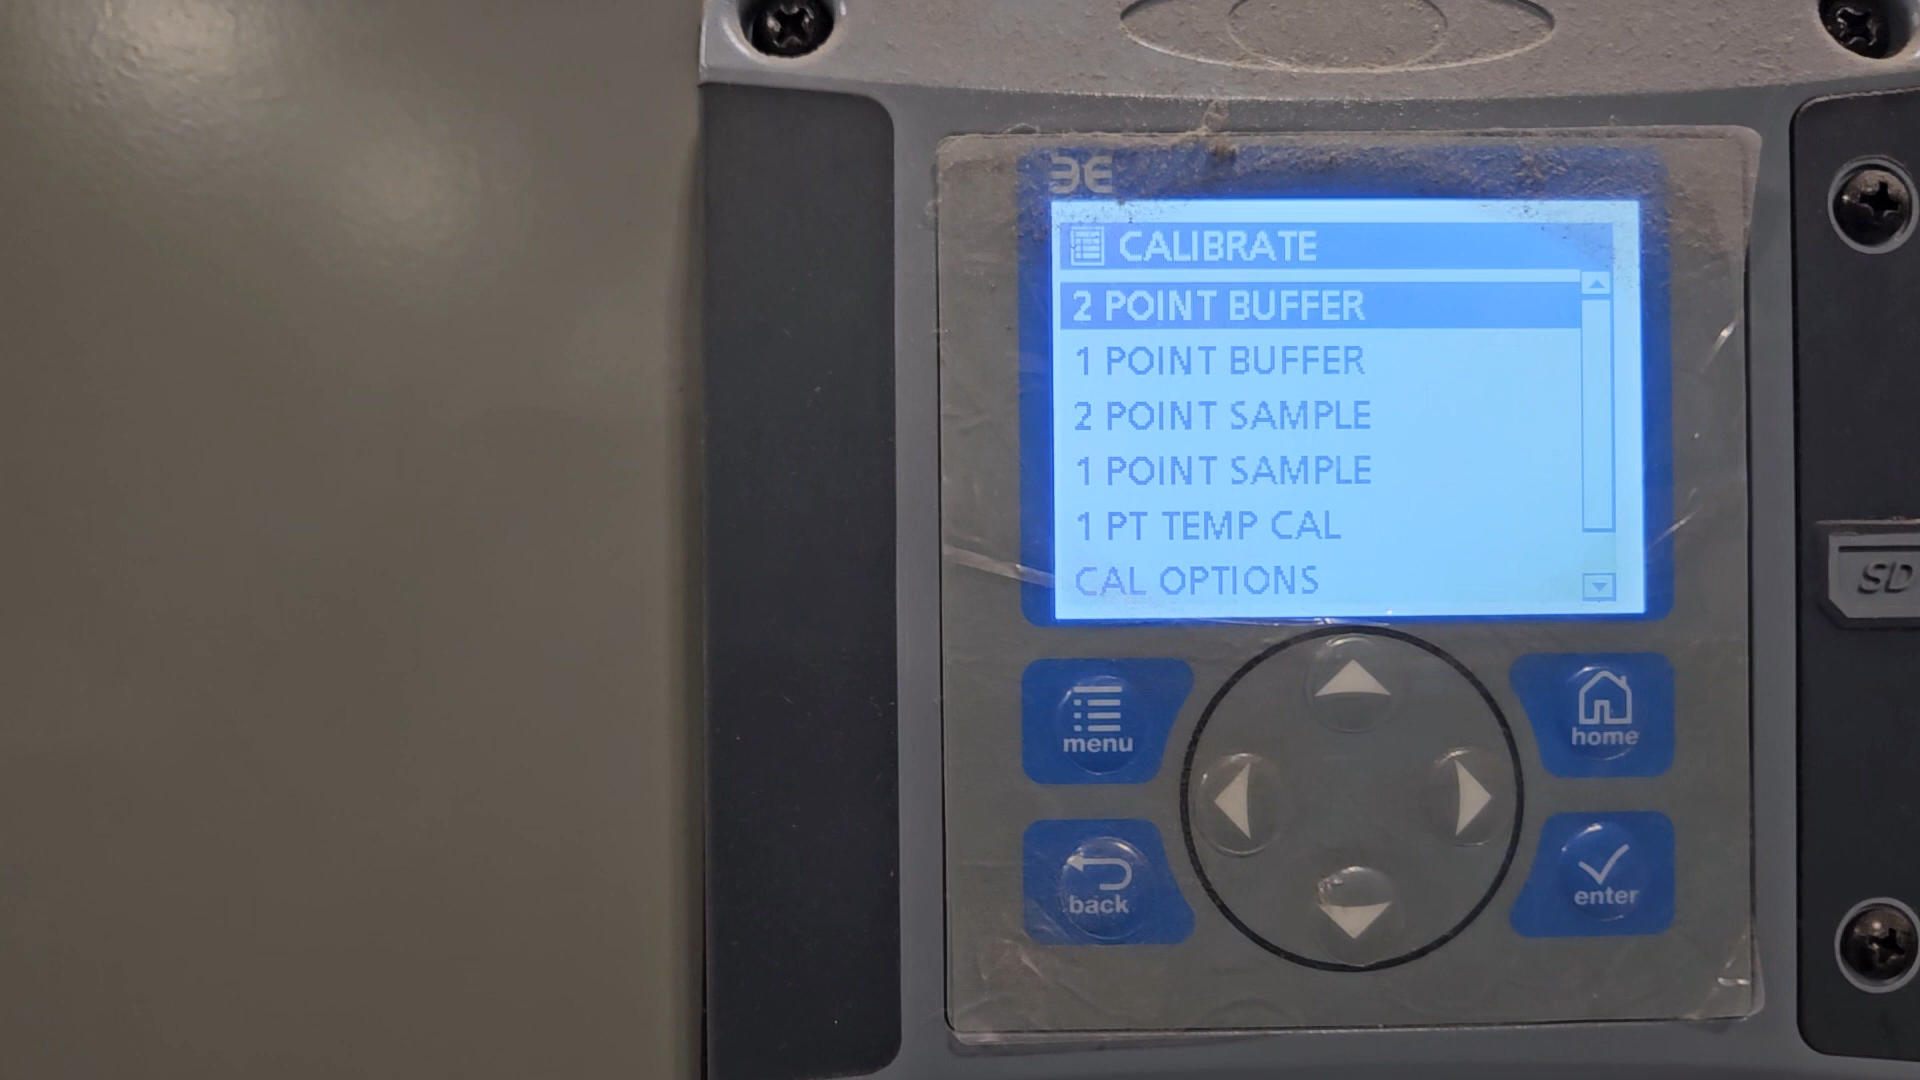 CALIBRATE
2 POINT BUFFER
1 POINT BUFFER
2 POINT SAMPLE
1 POINT SAMPLE
1 PT TEMP CAL
CAL OPTIONS
menu
home
back
enter
SD